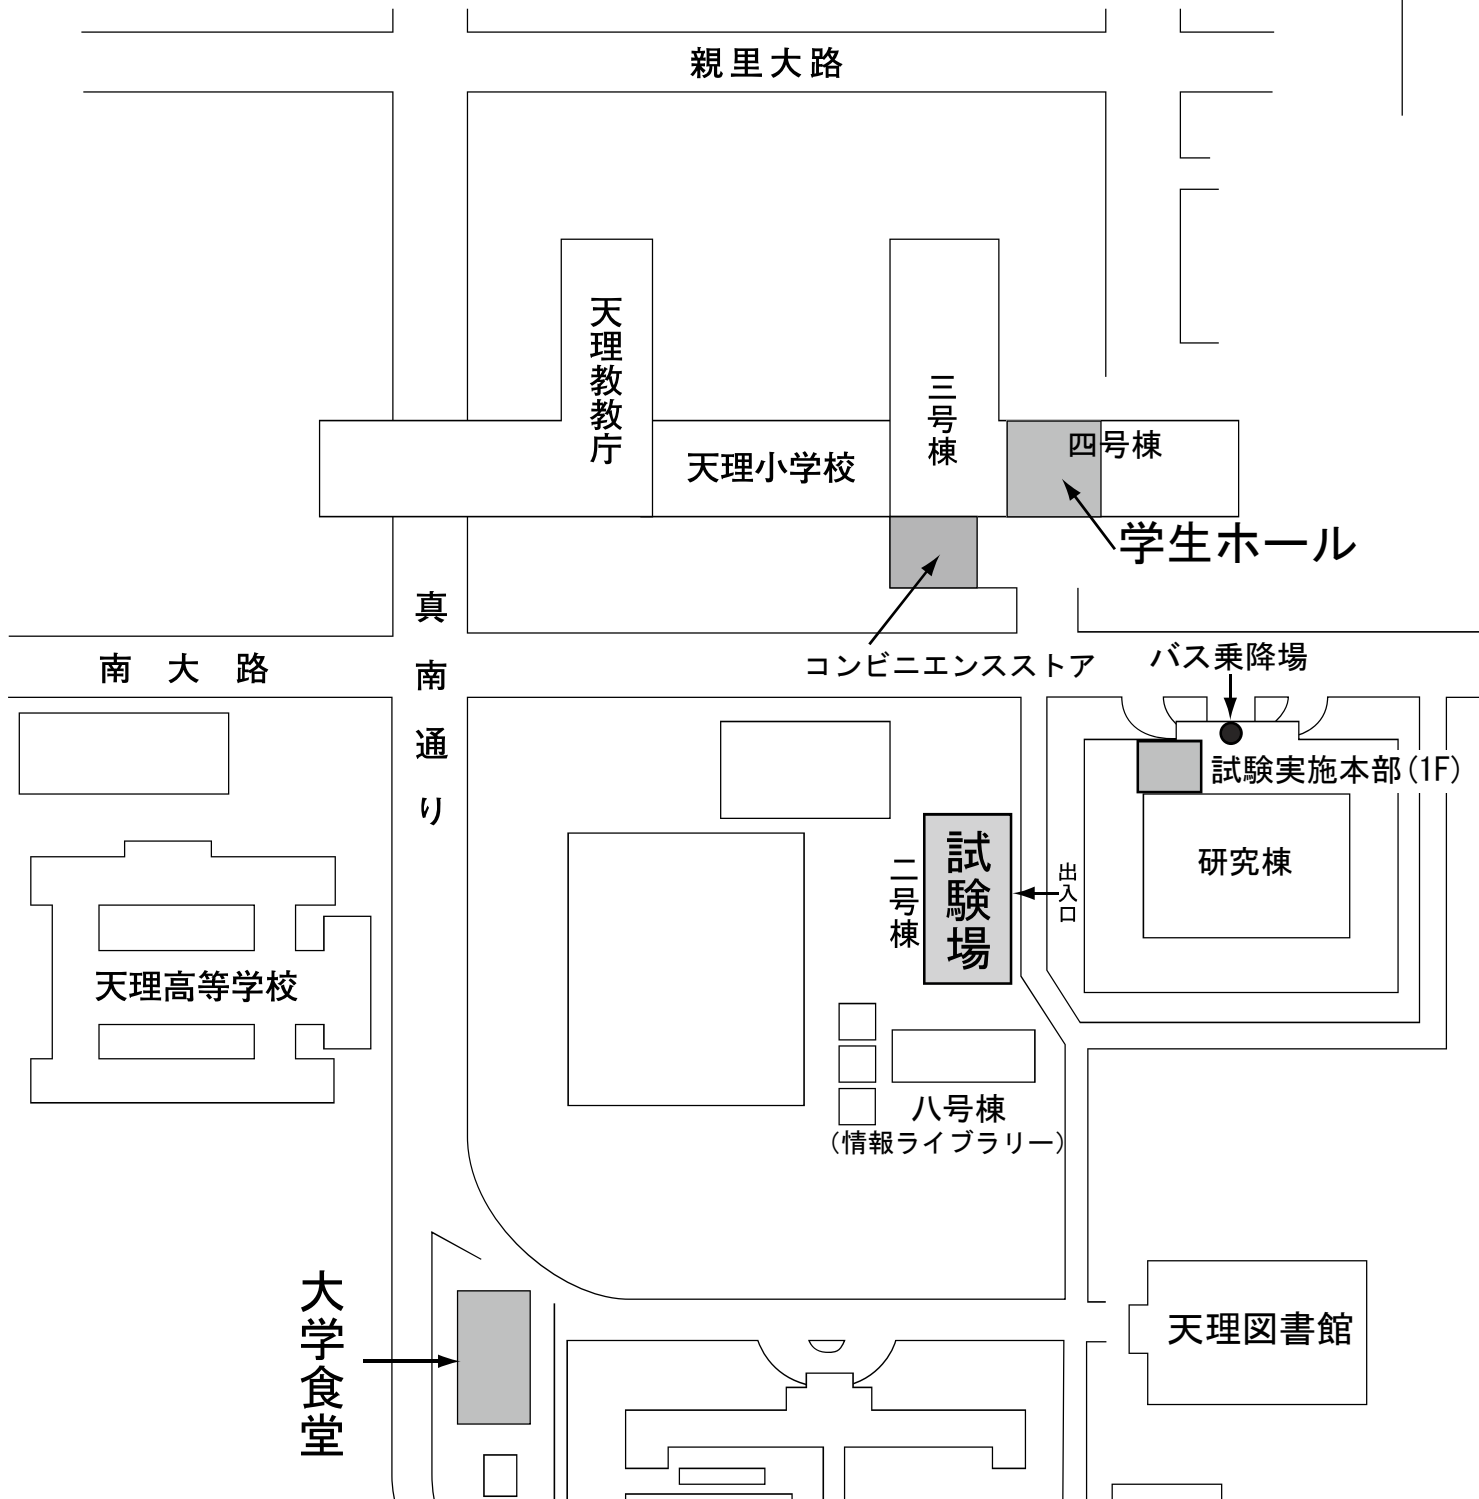 親里大路
天理教教庁
三号棟
四号棟
天理小学校
学生ホール
真南通り
南大路
コンビニエンスストア
バス乗降場
試験実施本部(1F)
試験場
二号棟
出入口
研究棟
天理高等学校
八号棟
(情報ライブラリー)
大学食堂
天理図書館